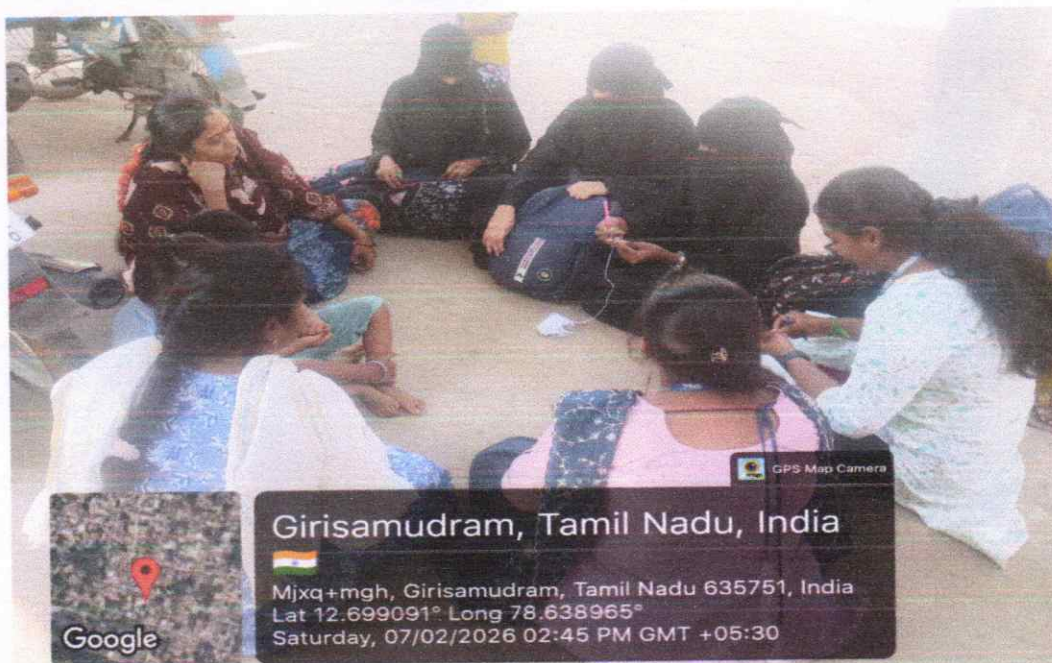 GPS Map Camera
Girisamudram, Tamil Nadu, India
Mjxq+mgh, Girisamudram, Tamil Nadu 635751, India
Lat 12.699091° Long 78.638965°
Saturday, 07/02/2026 02:45 PM GMT +05:30
Google